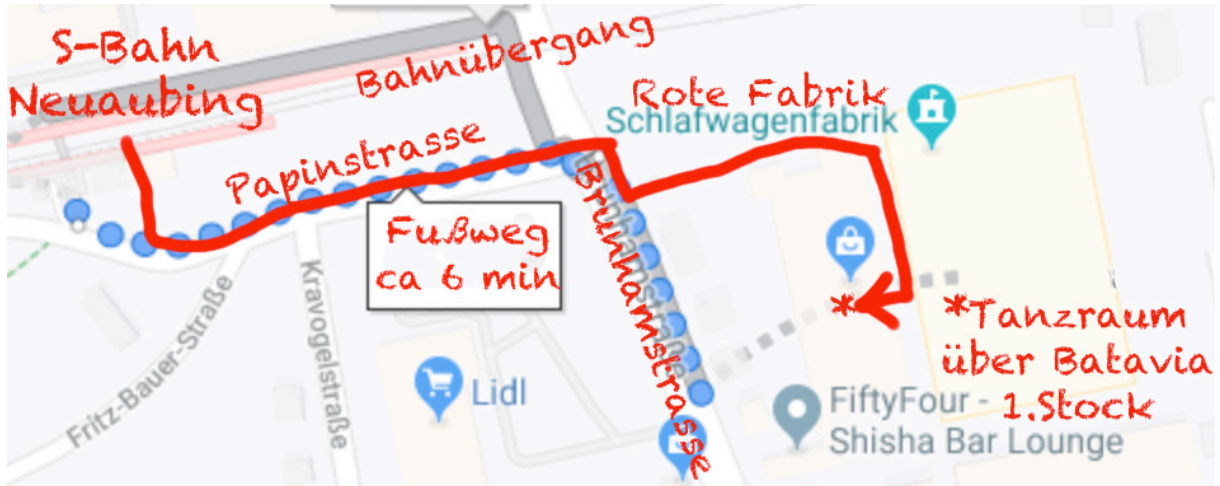 S-Bahn
Neuaubing
Bahnübergang
Papinstrasse
Rote Fabrik
Schlafwagenfabrik
Fußweg
ca 6 min
Brunhamstraße
Brunhamstrasse
Kravogelstraße
Fritz-Bauer-Straße
Lidl
*
*Tanzraum
über Batavia
1.Stock
FiftyFour -
Shisha Bar Lounge